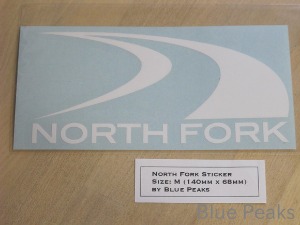 NORTH FORK
North Fork Sticker
Size: M (140mm x 68mm)
by Blue Peaks
Blue Peaks